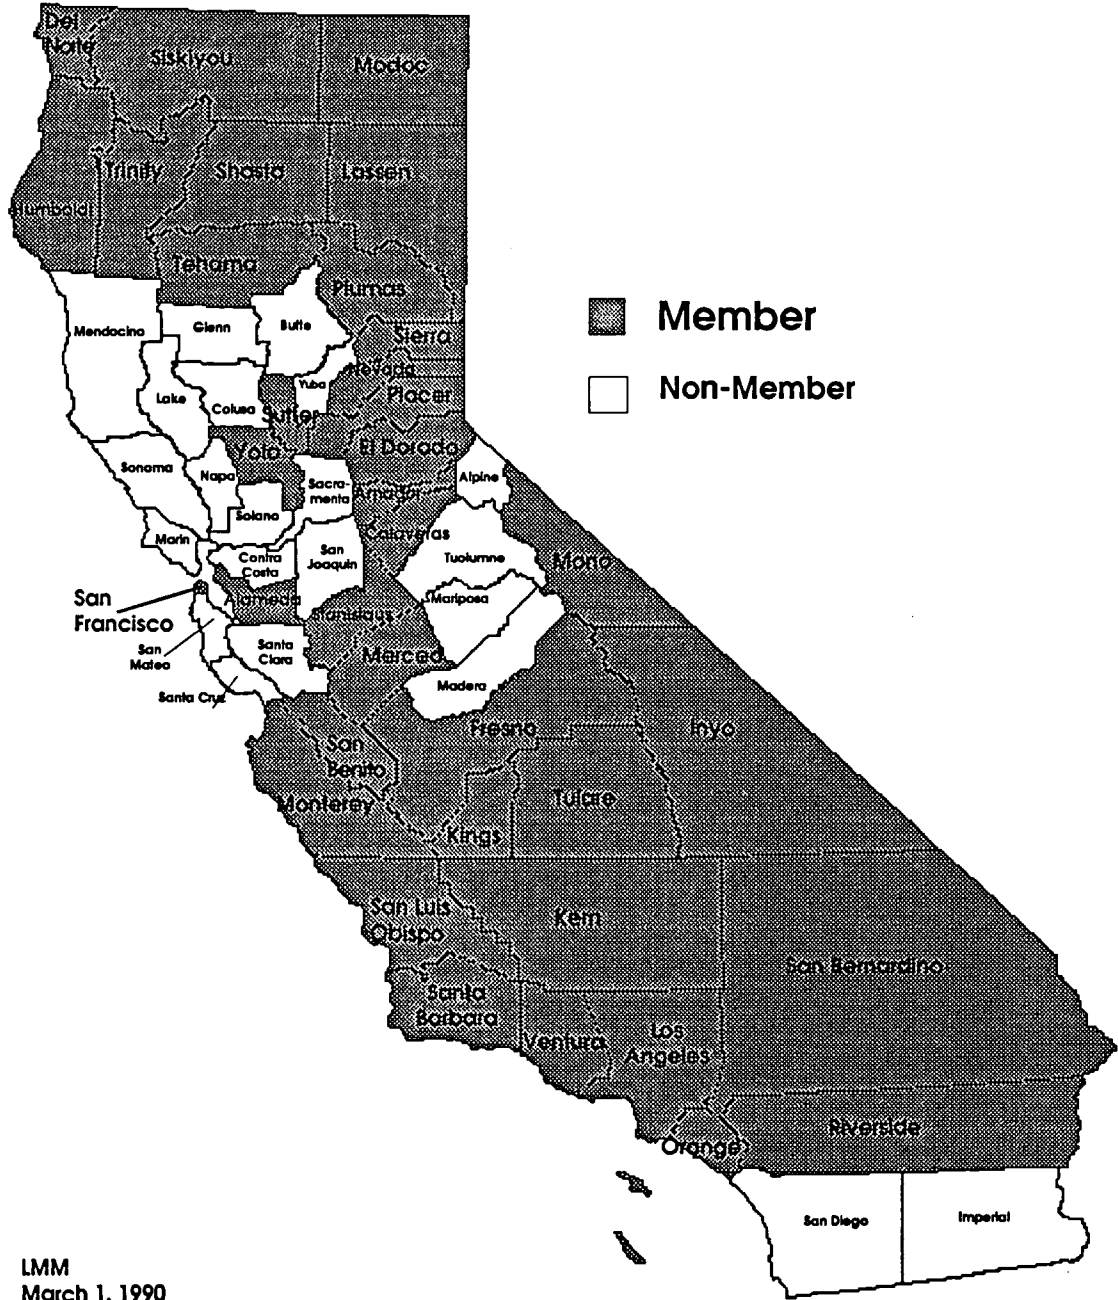 Del
Norte
Siskiyou
Modoc
Trinity
Shasta
Lassen
Humboldt
Tehama
Plumas
Mendocino
Glenn
Butte
Sierra
Nevada
Placer
Yuba
Lake
Colusa
Sutter
Yolo
El Dorado
Sonoma
Napa
Sacra-
mento
Alpine
Amador
Solano
Marin
Calaveras
Contra
Costa
San
Joaquin
Tuolumne
Mono
San
Francisco
Alameda
Stanislaus
Mariposa
San
Mateo
Santa
Clara
Merced
Madera
Santa Cruz
Fresno
Inyo
San
Benito
Monterey
Tulare
Kings
San Luis
Obispo
Kern
San Bernardino
Santa
Barbara
Ventura
Los
Angeles
Orange
Riverside
San Diego
Imperial
Member
Non-Member
LMM
March 1, 1990